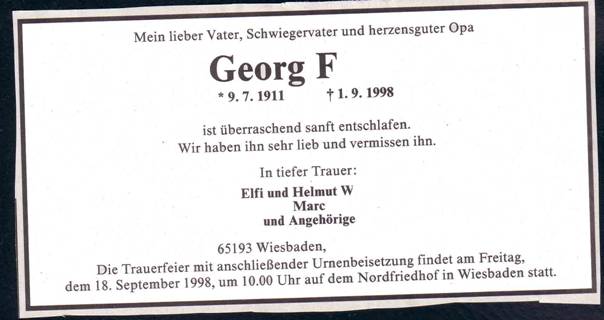 Mein lieber Vater, Schwiegervater und herzensguter Opa
Georg F
* 9. 7. 1911 † 1. 9. 1998
ist überraschend sanft entschlafen.
Wir haben ihn sehr lieb und vermissen ihn.
In tiefer Trauer:
Elfi und Helmut W
Marc
und Angehörige
65193 Wiesbaden,
Die Trauerfeier mit anschließender Urnenbeisetzung findet am Freitag,
dem 18. September 1998, um 10.00 Uhr auf dem Nordfriedhof in Wiesbaden statt.